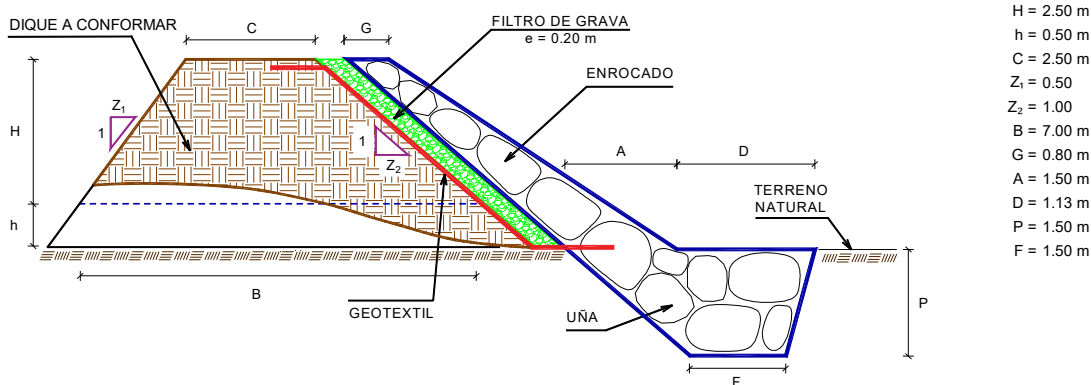 DIQUE A CONFORMAR
C
G
FILTRO DE GRAVA
e = 0.20 m
ENROCADO
H
h
Z1
1
1
Z2
A
D
TERRENO
NATURAL
B
GEOTEXTIL
UÑA
P
F
H = 2.50 m
h = 0.50 m
C = 2.50 m
Z1 = 0.50
Z2 = 1.00
B = 7.00 m
G = 0.80 m
A = 1.50 m
D = 1.13 m
P = 1.50 m
F = 1.50 m